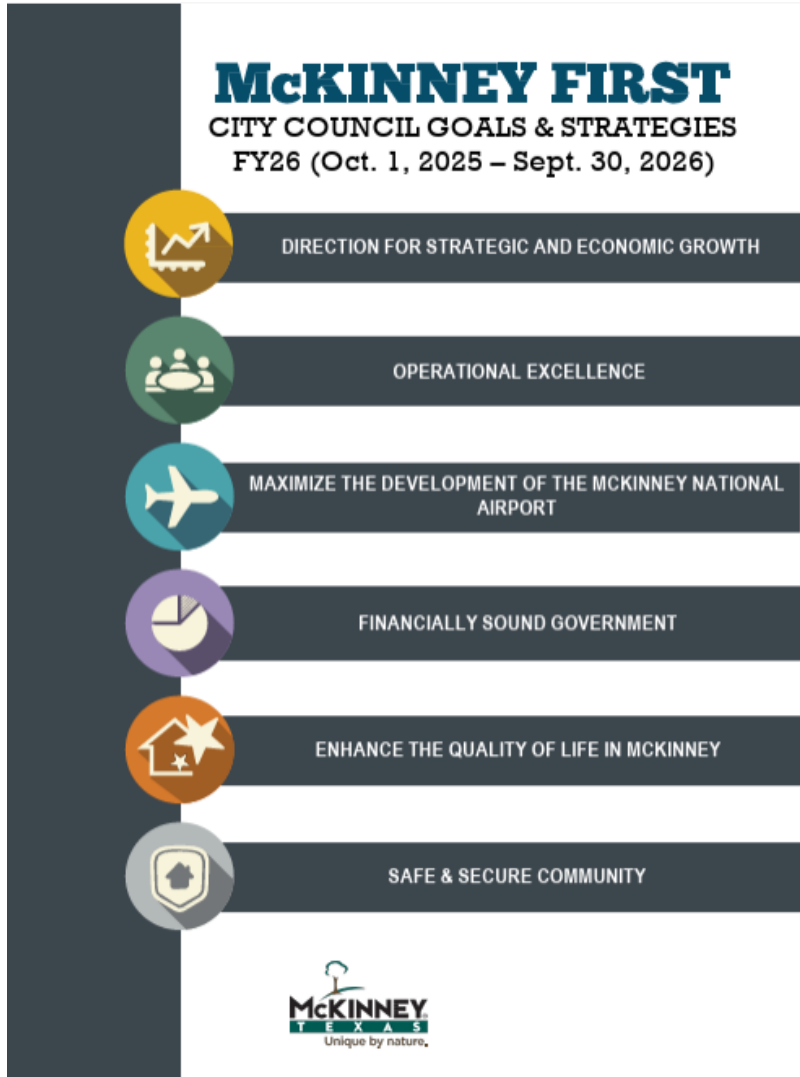 McKINNEY FIRST
CITY COUNCIL GOALS & STRATEGIES
FY26 (Oct. 1, 2025 – Sept. 30, 2026)
DIRECTION FOR STRATEGIC AND ECONOMIC GROWTH
OPERATIONAL EXCELLENCE
MAXIMIZE THE DEVELOPMENT OF THE MCKINNEY NATIONAL
AIRPORT
FINANCIALLY SOUND GOVERNMENT
ENHANCE THE QUALITY OF LIFE IN MCKINNEY
SAFE & SECURE COMMUNITY
McKINNEY
TEXAS
Unique by nature.